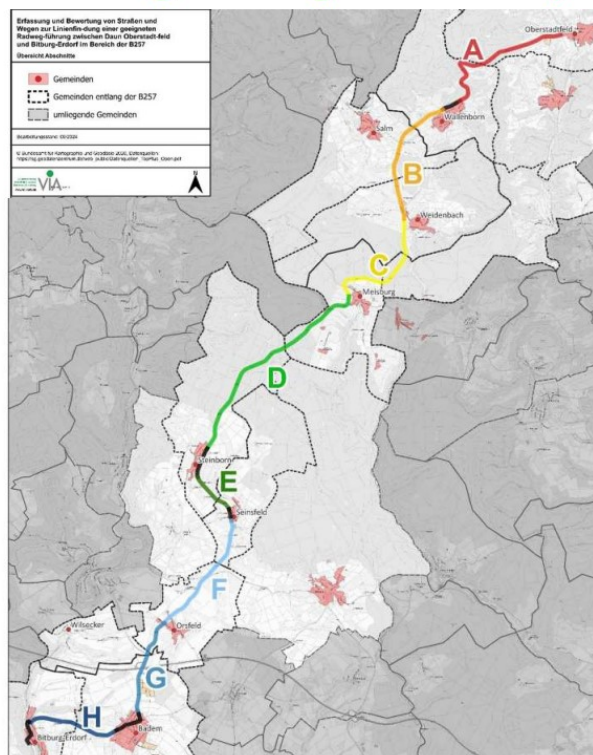 Erfassung und Bewertung von Straßen und
Wegen zur Linienfin-dung einer geeigneten
Radweg-führung zwischen Daun Oberstadt-feld
und Bitburg-Erdorf im Bereich der B257
Übersicht Abschnitte
Gemeinden
Gemeinden entlang der B257
umliegende Gemeinden
VIA
N
Oberstadtfeld
A
Wallenborn
Salm
B
Weidenbach
C
Meisburg
D
Steinborn
E
Seinsfeld
F
Wilsecker
Orsfeld
G
H
Badem
Bitburg-Erdorf